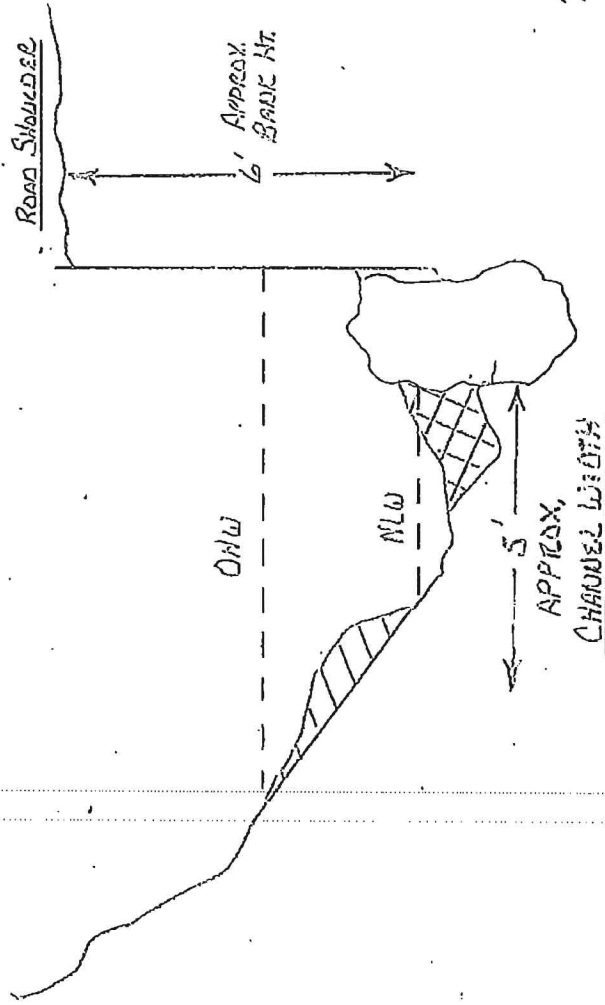 ROAD SHOULDER
6' APPROX.
BANK HT.
OHW
NLW
5'
APPROX.
CHANNEL WIDTH